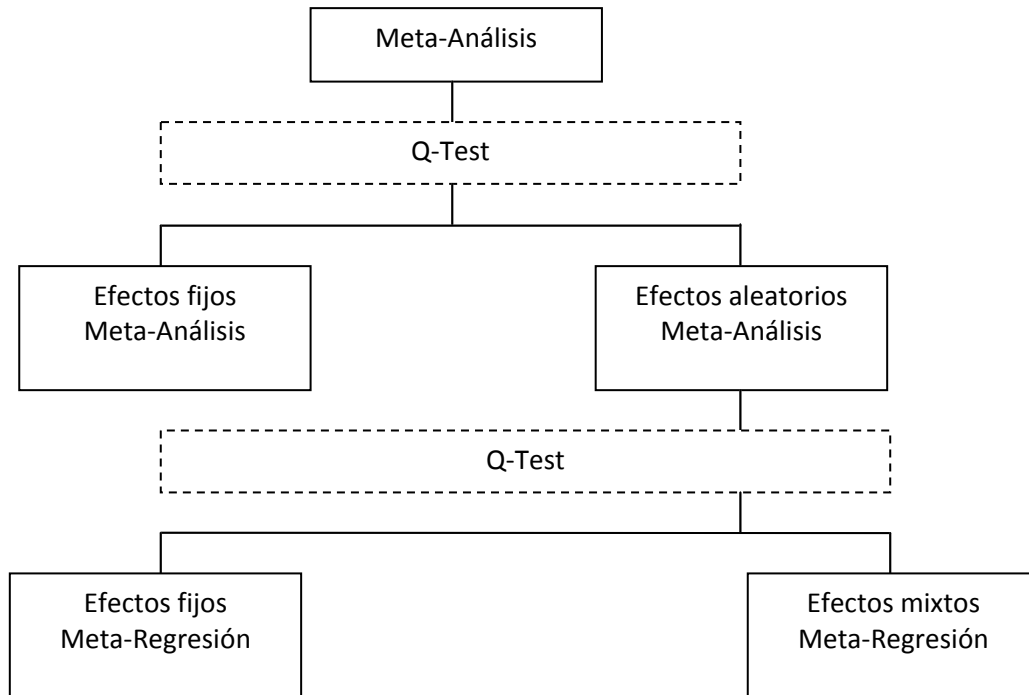 Meta-Análisis
Q-Test
Efectos fijos
Meta-Análisis
Efectos aleatorios
Meta-Análisis
Q-Test
Efectos fijos
Meta-Regresión
Efectos mixtos
Meta-Regresión